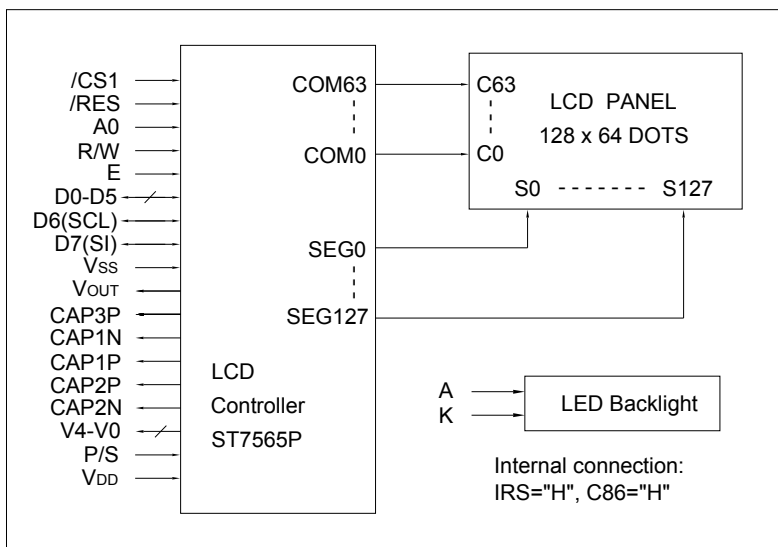 /CS1
/RES
A0
R/W
E
D0-D5
D6(SCL)
D7(SI)
VSS
VOUT
CAP3P
CAP1N
CAP1P
CAP2P
CAP2N
V4-V0
P/S
VDD
COM63
COM0
SEG0
SEG127
LCD
Controller
ST7565P
C63
C0
LCD PANEL
128 x 64 DOTS
S0 S127
A
K
LED Backlight
Internal connection:
IRS="H", C86="H"